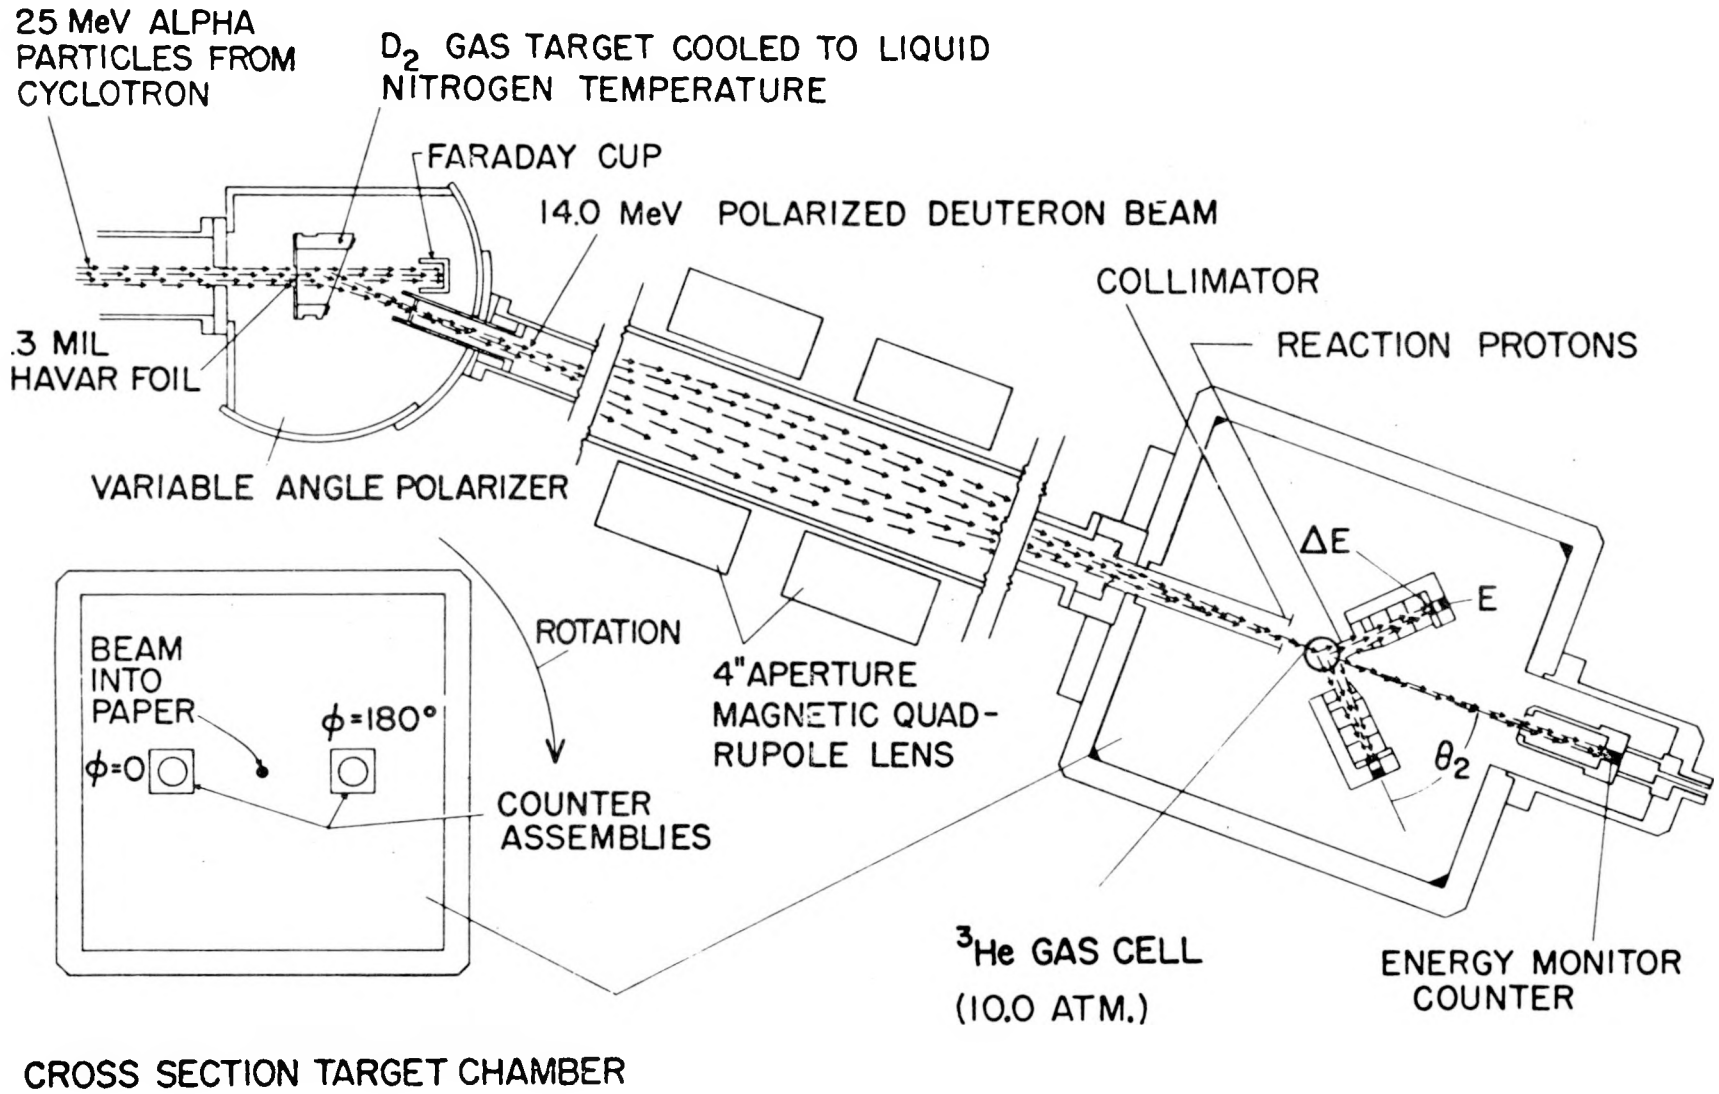 25 MeV ALPHA
PARTICLES FROM
CYCLOTRON
D₂ GAS TARGET COOLED TO LIQUID
NITROGEN TEMPERATURE
FARADAY CUP
14.0 MeV POLARIZED DEUTERON BEAM
COLLIMATOR
REACTION PROTONS
.3 MIL
HAVAR FOIL
VARIABLE ANGLE POLARIZER
ΔE
E
ROTATION
BEAM
INTO
PAPER
φ=180°
φ=0
4" APERTURE
MAGNETIC QUAD-
RUPOLE LENS
θ₂
COUNTER
ASSEMBLIES
³He GAS CELL
(10.0 ATM.)
ENERGY MONITOR
COUNTER
CROSS SECTION TARGET CHAMBER